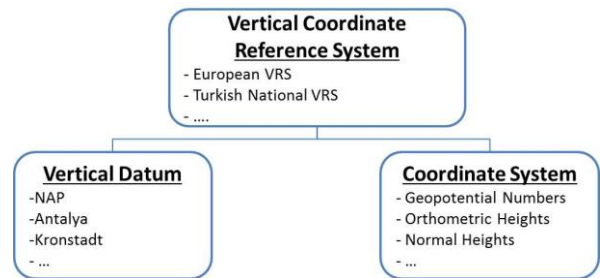 Vertical Coordinate
Reference System
- European VRS
- Turkish National VRS
- ....
Vertical Datum
-NAP
-Antalya
-Kronstadt
- ...
Coordinate System
- Geopotential Numbers
- Orthometric Heights
- Normal Heights
- ...